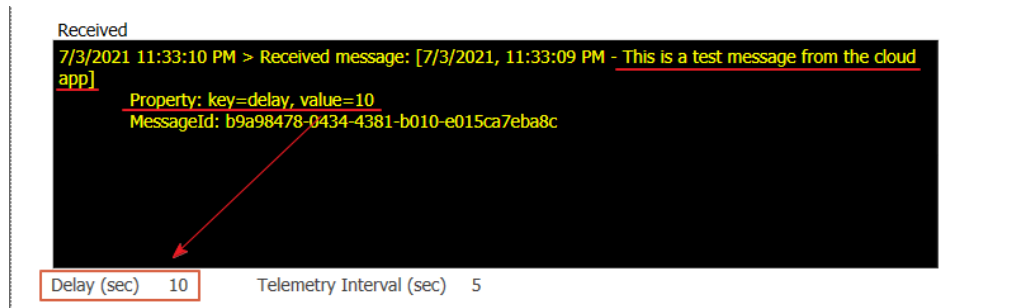 Received
7/3/2021 11:33:10 PM > Received message: [7/3/2021, 11:33:09 PM - This is a test message from the cloud
app]
Property: key=delay, value=10
MessageId: b9a98478-0434-4381-b010-e015ca7eba8c
Delay (sec) 10 Telemetry Interval (sec) 5